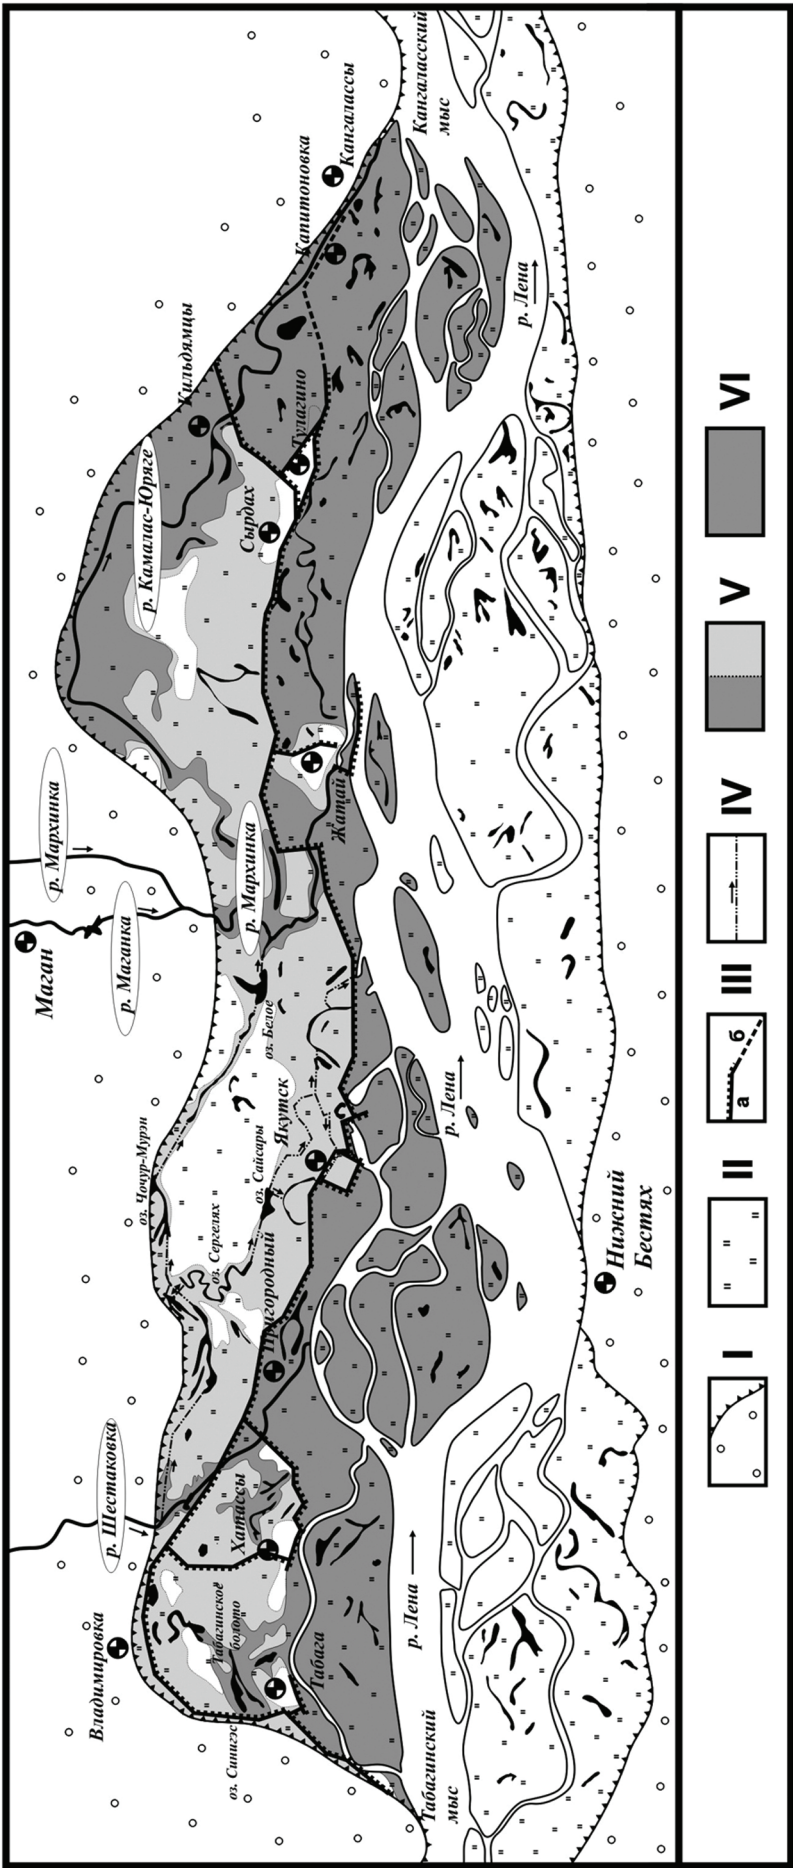 Владимировка
р. Шестаковка
оз. Синигэс
Табагинское
болото
Хатассы
Табага
Табагинский
мыс
р. Лена
оз. Чочур-Мурэн
оз. Сергелях
Пригородный
оз. Сайсары
Якутск
оз. Белое
Нижний
Бестях
р. Лена
Маган
р. Маганка
р. Мархинка
р. Мархинка
Жатай
р. Камалас-Юряге
Сырдах
Кильдямцы
Тулагино
Капитоновка
Кангалассы
Кангаласский
мыс
р. Лена
I
II
III
а
б
IV
V
VI